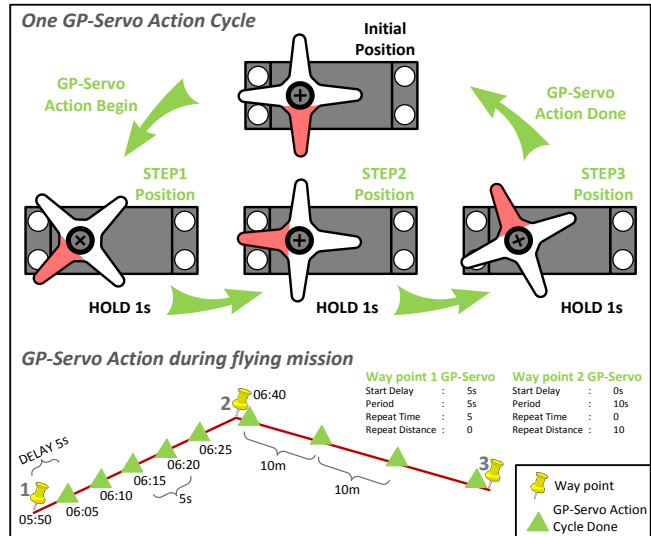 One GP-Servo Action Cycle
Initial
Position
GP-Servo
Action Begin
GP-Servo
Action Done
STEP1
Position
STEP2
Position
STEP3
Position
HOLD 1s
HOLD 1s
HOLD 1s
GP-Servo Action during flying mission
Way point 1 GP-Servo
Start Delay : 5s
Period : 5s
Repeat Time : 5
Repeat Distance : 0
Way point 2 GP-Servo
Start Delay : 0s
Period : 10s
Repeat Time : 0
Repeat Distance : 10
DELAY 5s
1
05:50
06:05
06:10
06:15
06:20
06:25
5s
2
06:40
10m
10m
3
Way point
GP-Servo Action
Cycle Done